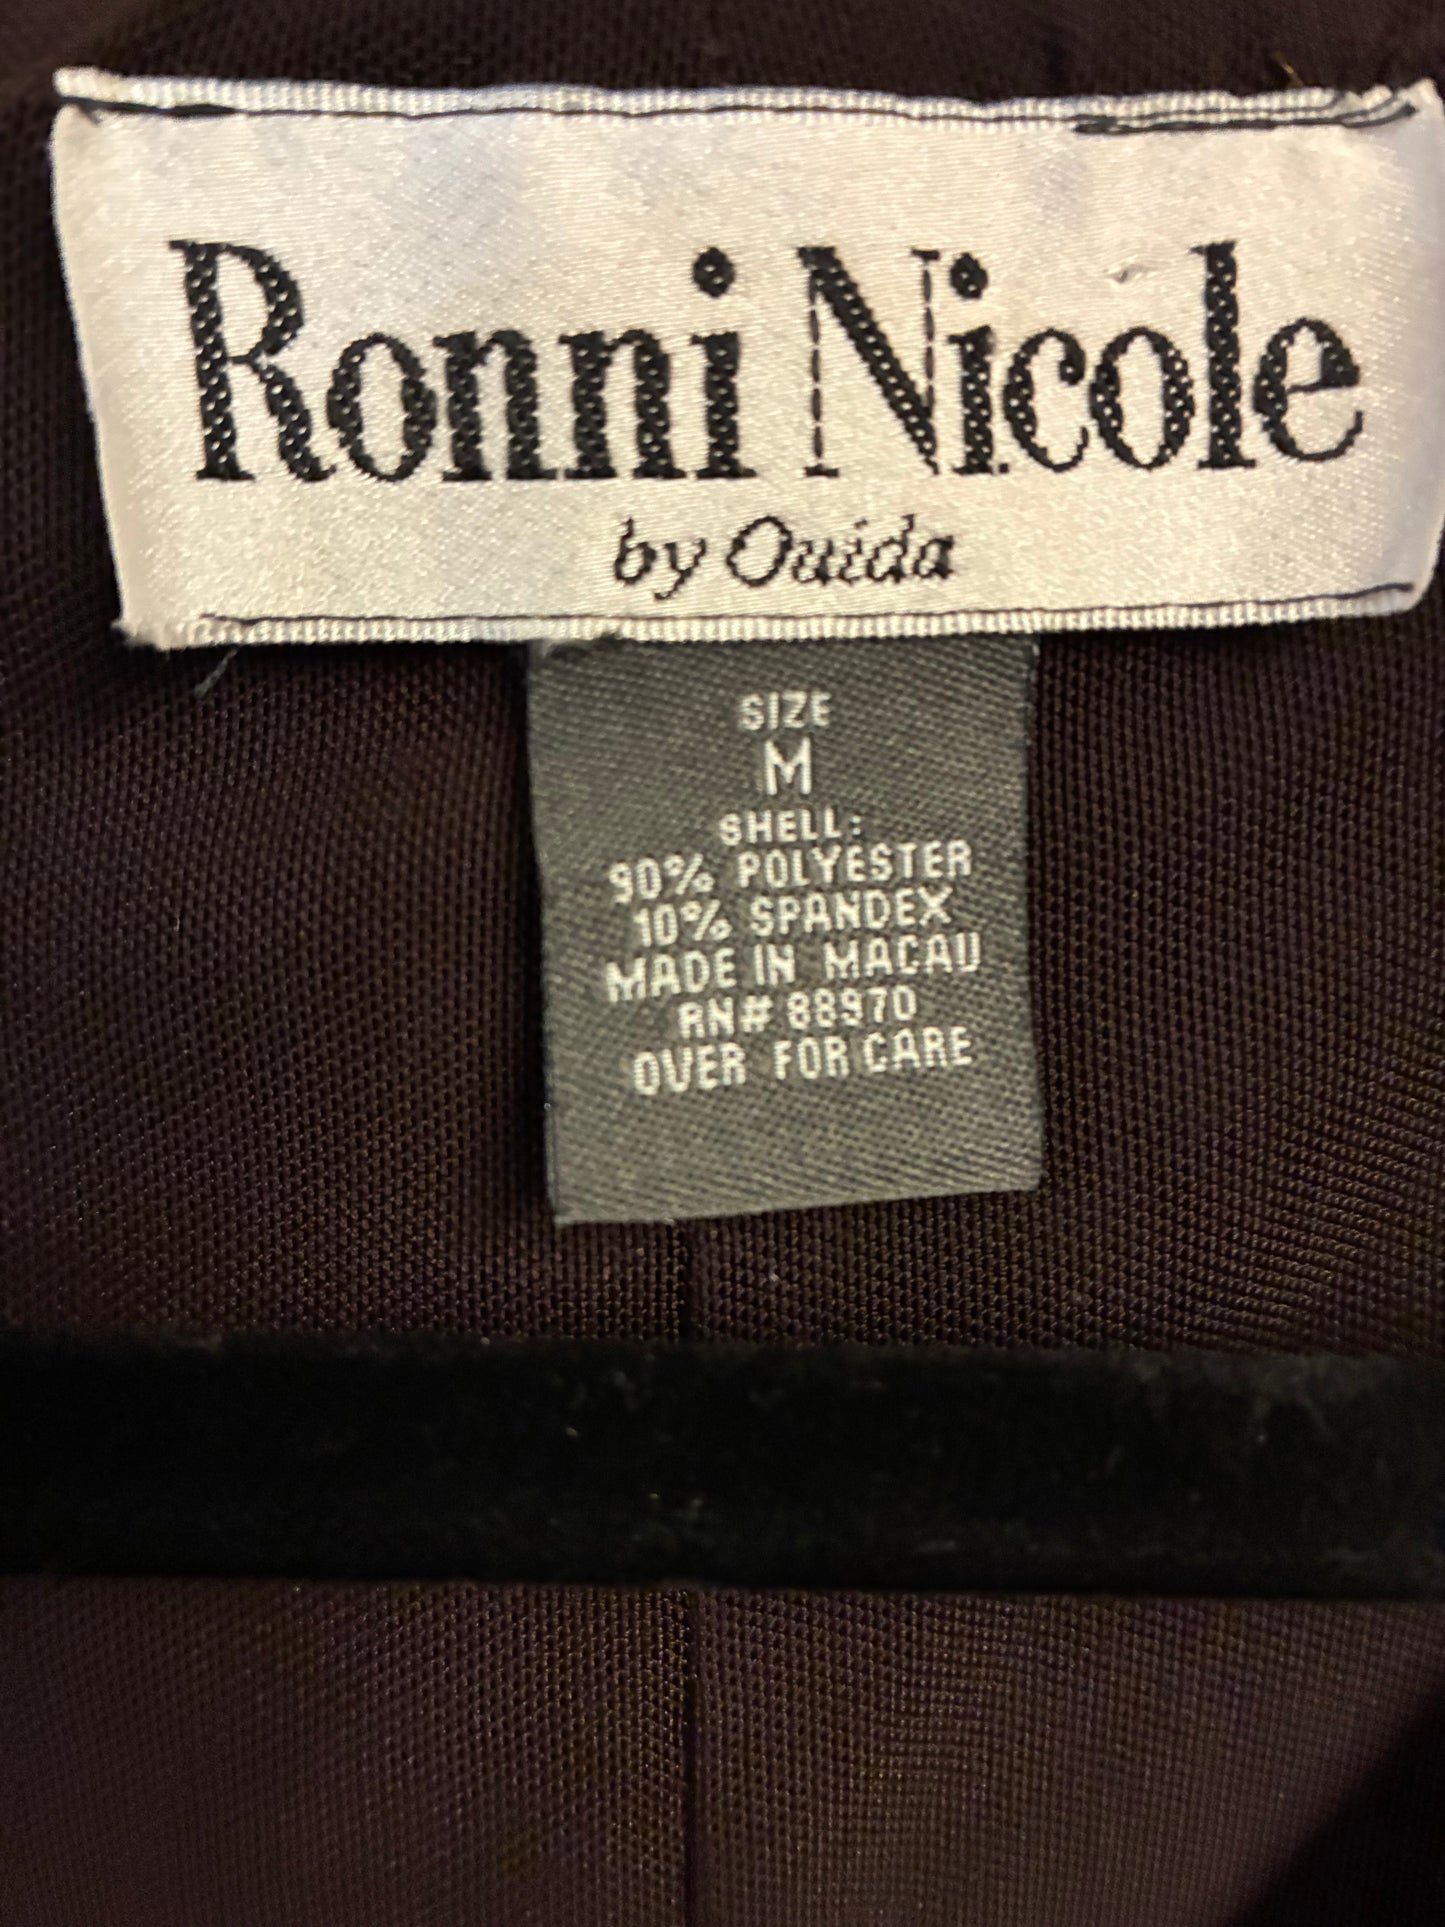 Ronni Nicole
by Ouida
SIZE
M
SHELL:
90% POLYESTER
10% SPANDEX
MADE IN MACAU
RN# 88970
OVER FOR CARE